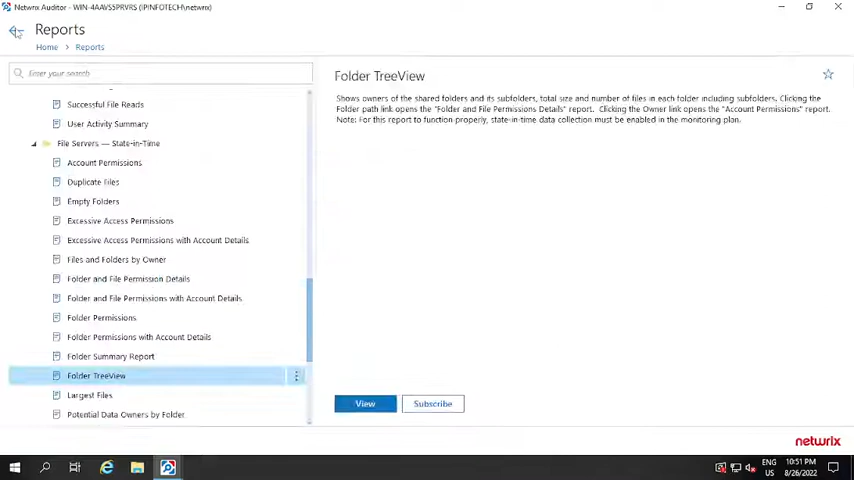 Netwrix Auditor - WIN-4AAVS5PRVRS (IPINFOTECH\netwrix)
Reports
Home > Reports
Enter your search
Successful File Reads
User Activity Summary
File Servers — State-in-Time
Account Permissions
Duplicate Files
Empty Folders
Excessive Access Permissions
Excessive Access Permissions with Account Details
Files and Folders by Owner
Folder and File Permission Details
Folder and File Permissions with Account Details
Folder Permissions
Folder Permissions with Account Details
Folder Summary Report
Folder TreeView
Largest Files
Potential Data Owners by Folder
Folder TreeView
Shows owners of the shared folders and its subfolders, total size and number of files in each folder including subfolders. Clicking the
Folder path link opens the "Folder and File Permissions Details" report. Clicking the Owner link opens the "Account Permissions" report.
Note: For this report to function properly, state-in-time data collection must be enabled in the monitoring plan.
View
Subscribe
netwrix
ENG
US
10:51 PM
8/26/2022